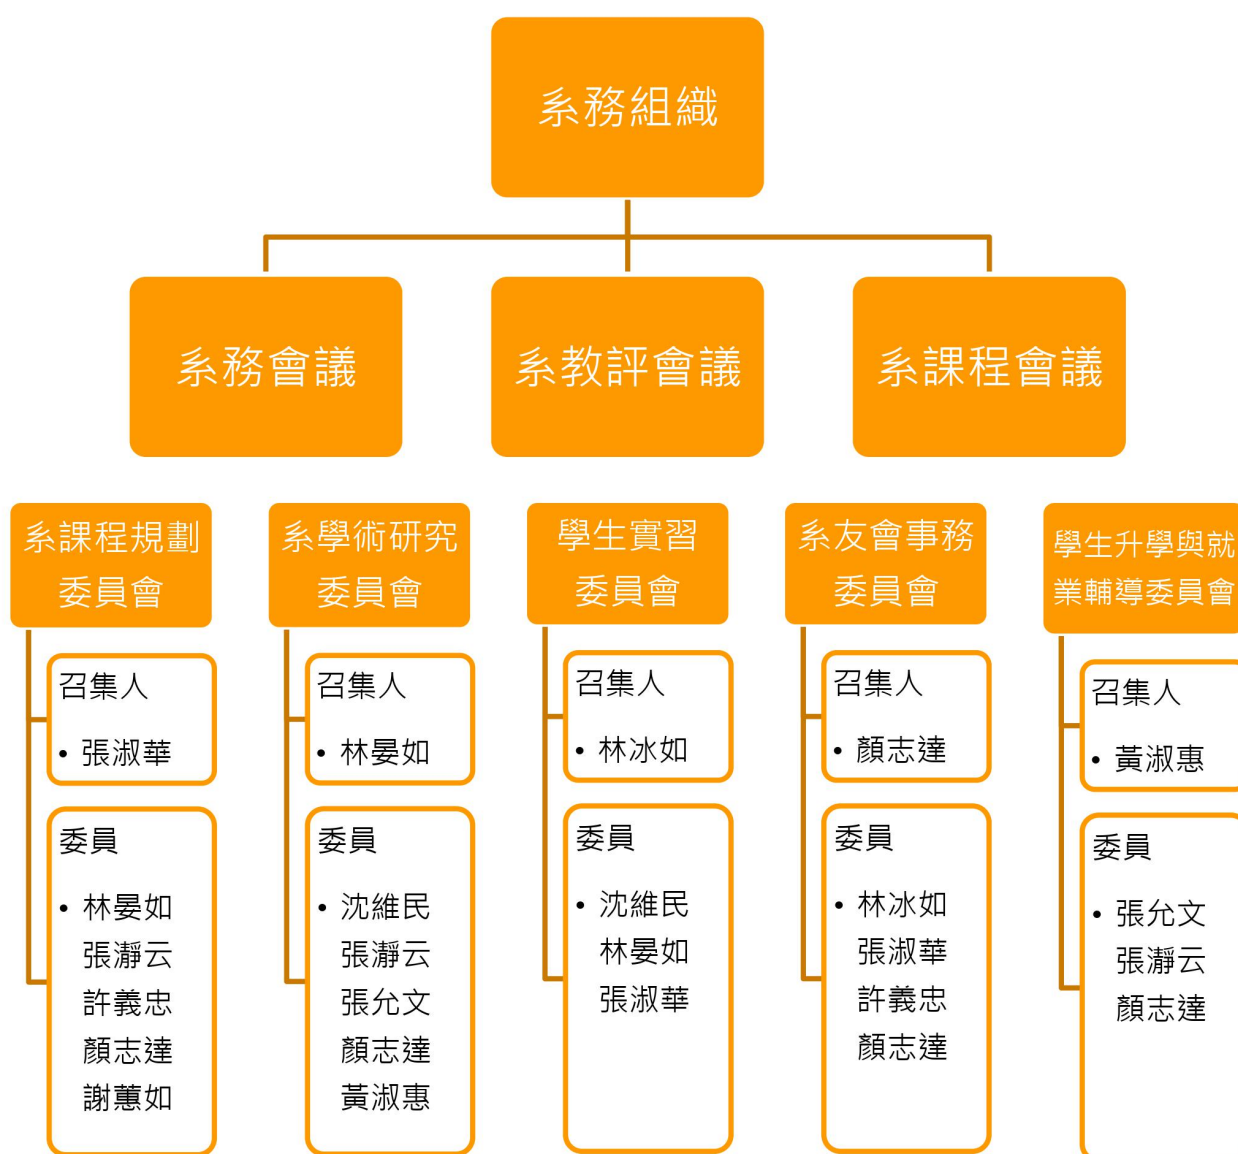 系務組織
系務會議
系教評會議
系課程會議
系課程規劃
委員會
召集人
• 張淑華
委員
• 林晏如
張瀞云
許義忠
顏志達
謝蕙如
系學術研究
委員會
召集人
• 林晏如
委員
• 沈維民
張瀞云
張允文
顏志達
黃淑惠
學生實習
委員會
召集人
• 林冰如
委員
• 沈維民
林晏如
張淑華
系友會事務
委員會
召集人
• 顏志達
委員
• 林冰如
張淑華
許義忠
顏志達
學生升學與就
業輔導委員會
召集人
• 黃淑惠
委員
• 張允文
張瀞云
顏志達